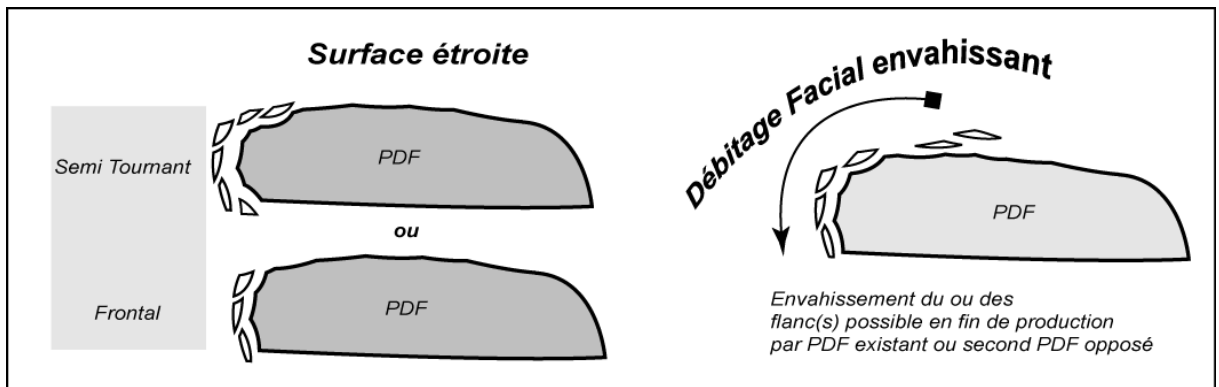 Surface étroite
Semi Tournant
PDF
ou
Frontal
PDF
Débitage Facial envahissant
PDF
Envahissement du ou des
flanc(s) possible en fin de production
par PDF existant ou second PDF opposé